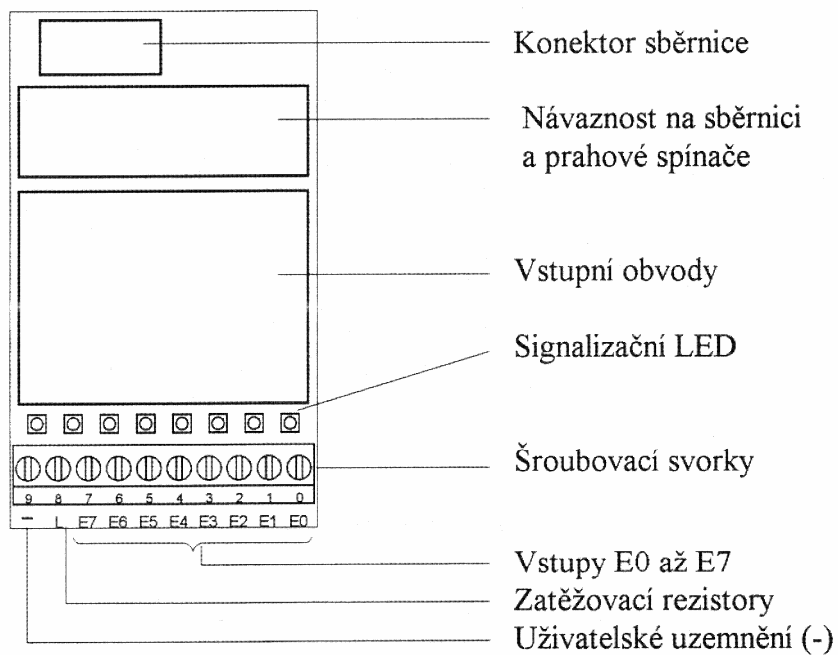 Konektor sběrnice
Návaznost na sběrnici
a prahové spínače
Vstupní obvody
Signalizační LED
Šroubovací svorky
9 8 7 6 5 4 3 2 1 0
– L E7 E6 E5 E4 E3 E2 E1 E0
Vstupy E0 až E7
Zatěžovací rezistory
Uživatelské uzemnění (-)